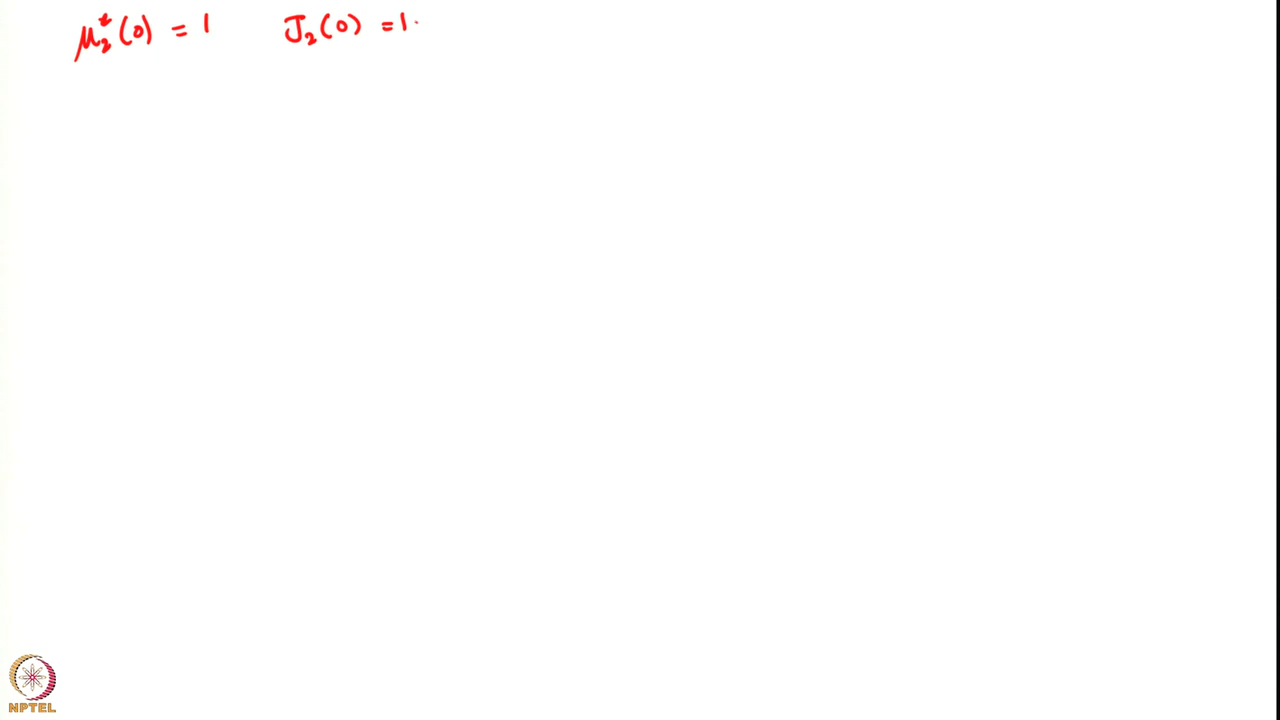 μ₂*(0) = 1 J₂(0) = 1.
NPTEL